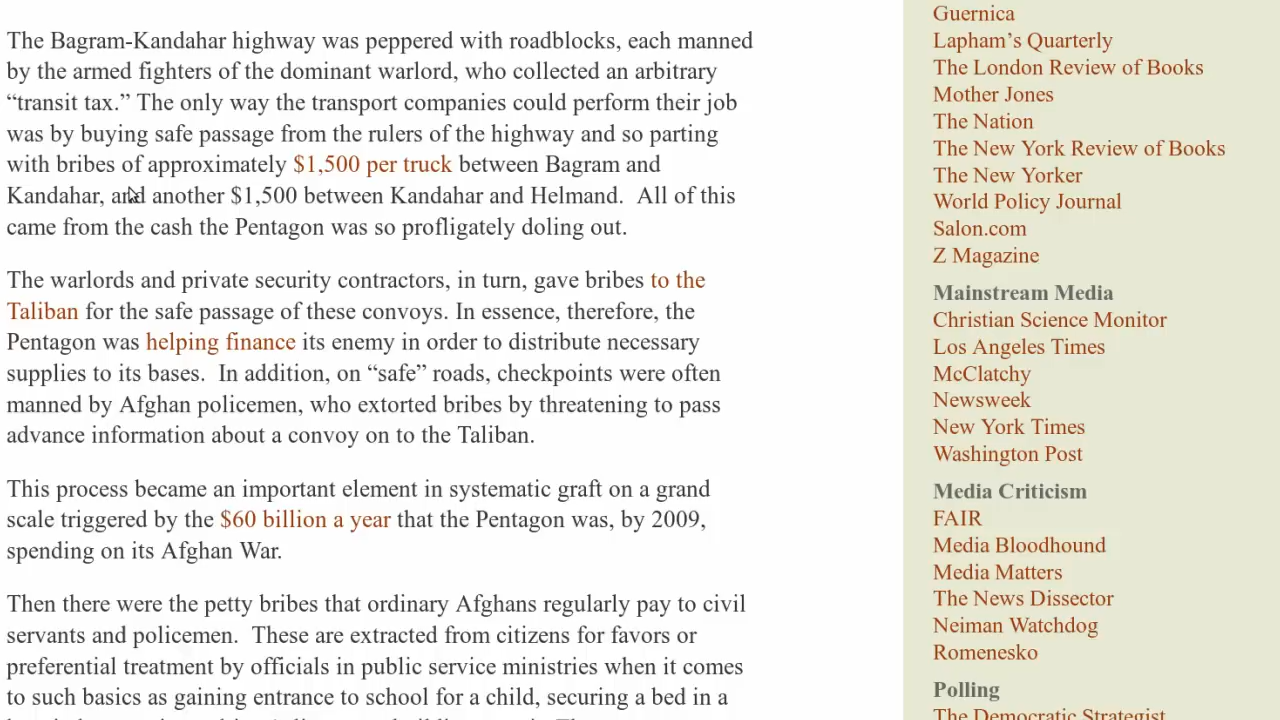 The Bagram-Kandahar highway was peppered with roadblocks, each manned
by the armed fighters of the dominant warlord, who collected an arbitrary
“transit tax.” The only way the transport companies could perform their job
was by buying safe passage from the rulers of the highway and so parting
with bribes of approximately $1,500 per truck between Bagram and
Kandahar, and another $1,500 between Kandahar and Helmand.  All of this
came from the cash the Pentagon was so profligately doling out.
The warlords and private security contractors, in turn, gave bribes to the
Taliban for the safe passage of these convoys. In essence, therefore, the
Pentagon was helping finance its enemy in order to distribute necessary
supplies to its bases.  In addition, on “safe” roads, checkpoints were often
manned by Afghan policemen, who extorted bribes by threatening to pass
advance information about a convoy on to the Taliban.
This process became an important element in systematic graft on a grand
scale triggered by the $60 billion a year that the Pentagon was, by 2009,
spending on its Afghan War.
Then there were the petty bribes that ordinary Afghans regularly pay to civil
servants and policemen.  These are extracted from citizens for favors or
preferential treatment by officials in public service ministries when it comes
to such basics as gaining entrance to school for a child, securing a bed in a
Guernica
Lapham’s Quarterly
The London Review of Books
Mother Jones
The Nation
The New York Review of Books
The New Yorker
World Policy Journal
Salon.com
Z Magazine
Mainstream Media
Christian Science Monitor
Los Angeles Times
McClatchy
Newsweek
New York Times
Washington Post
Media Criticism
FAIR
Media Bloodhound
Media Matters
The News Dissector
Neiman Watchdog
Romenesko
Polling
The Democratic Strategist